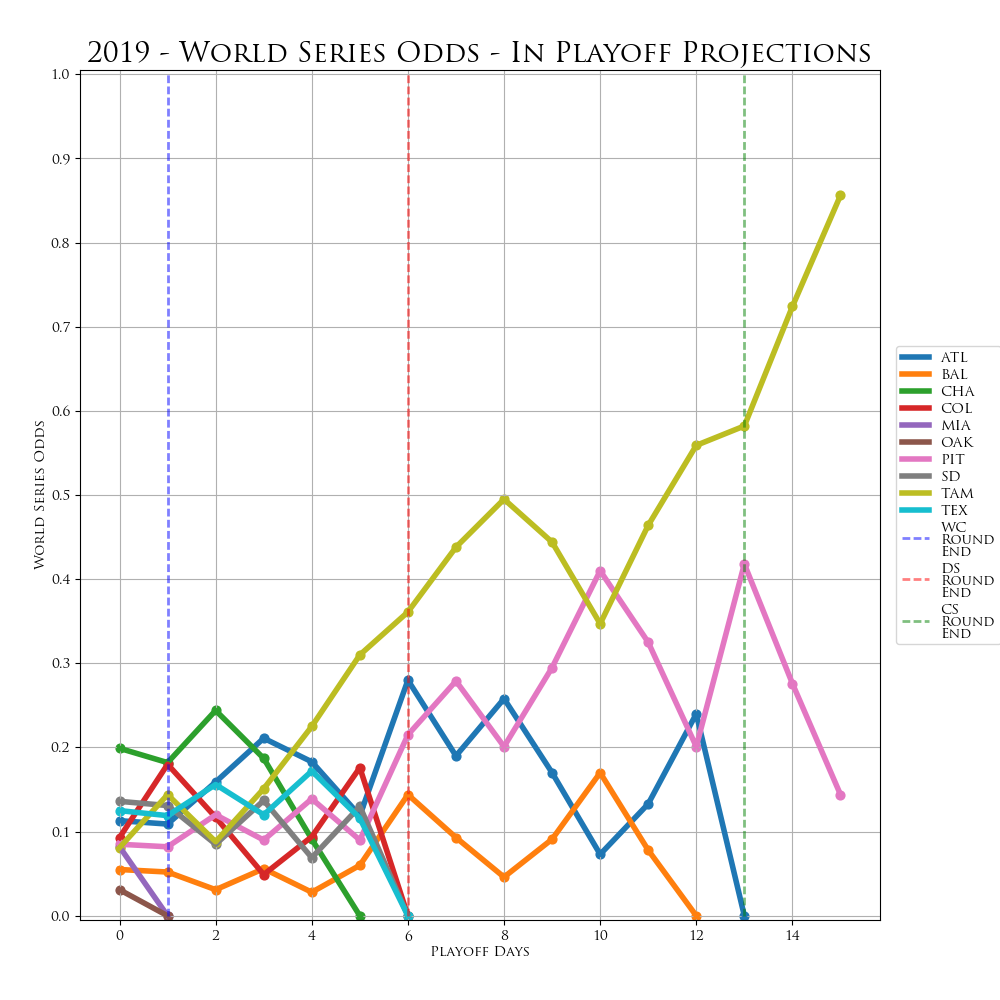 2019 - World Series Odds - In Playoff Projections
1.0
0.9
0.8
0.7
0.6
0.5
0.4
0.3
0.2
0.1
0.0
World Series Odds
0 2 4 6 8 10 12 14
Playoff Days
ATL
BAL
CHA
COL
MIA
OAK
PIT
SD
TAM
TEX
WC
Round
End
DS
Round
End
CS
Round
End